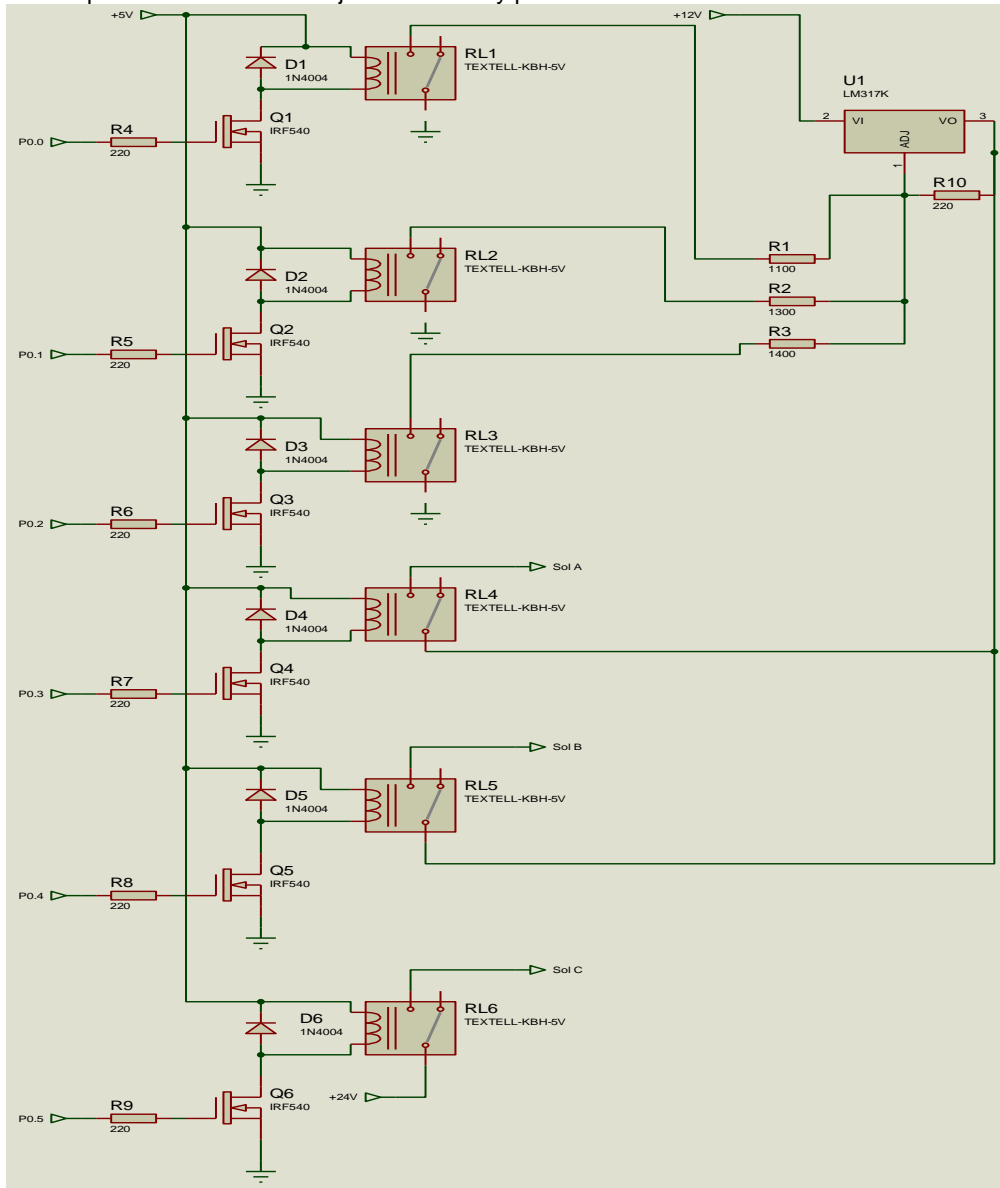 +5V
+12V
D1
1N4004
RL1
TEXTELL-KBH-5V
U1
LM317K
2
VI
VO
3
ADJ
1
Q1
IRF540
P0.0
R4
220
R10
220
D2
1N4004
RL2
TEXTELL-KBH-5V
R1
1100
R2
1300
R3
1400
Q2
IRF540
P0.1
R5
220
D3
1N4004
RL3
TEXTELL-KBH-5V
Q3
IRF540
P0.2
R6
220
Sol A
D4
1N4004
RL4
TEXTELL-KBH-5V
Q4
IRF540
P0.3
R7
220
Sol B
D5
1N4004
RL5
TEXTELL-KBH-5V
Q5
IRF540
P0.4
R8
220
Sol C
D6
1N4004
RL6
TEXTELL-KBH-5V
Q6
IRF540
+24V
P0.5
R9
220